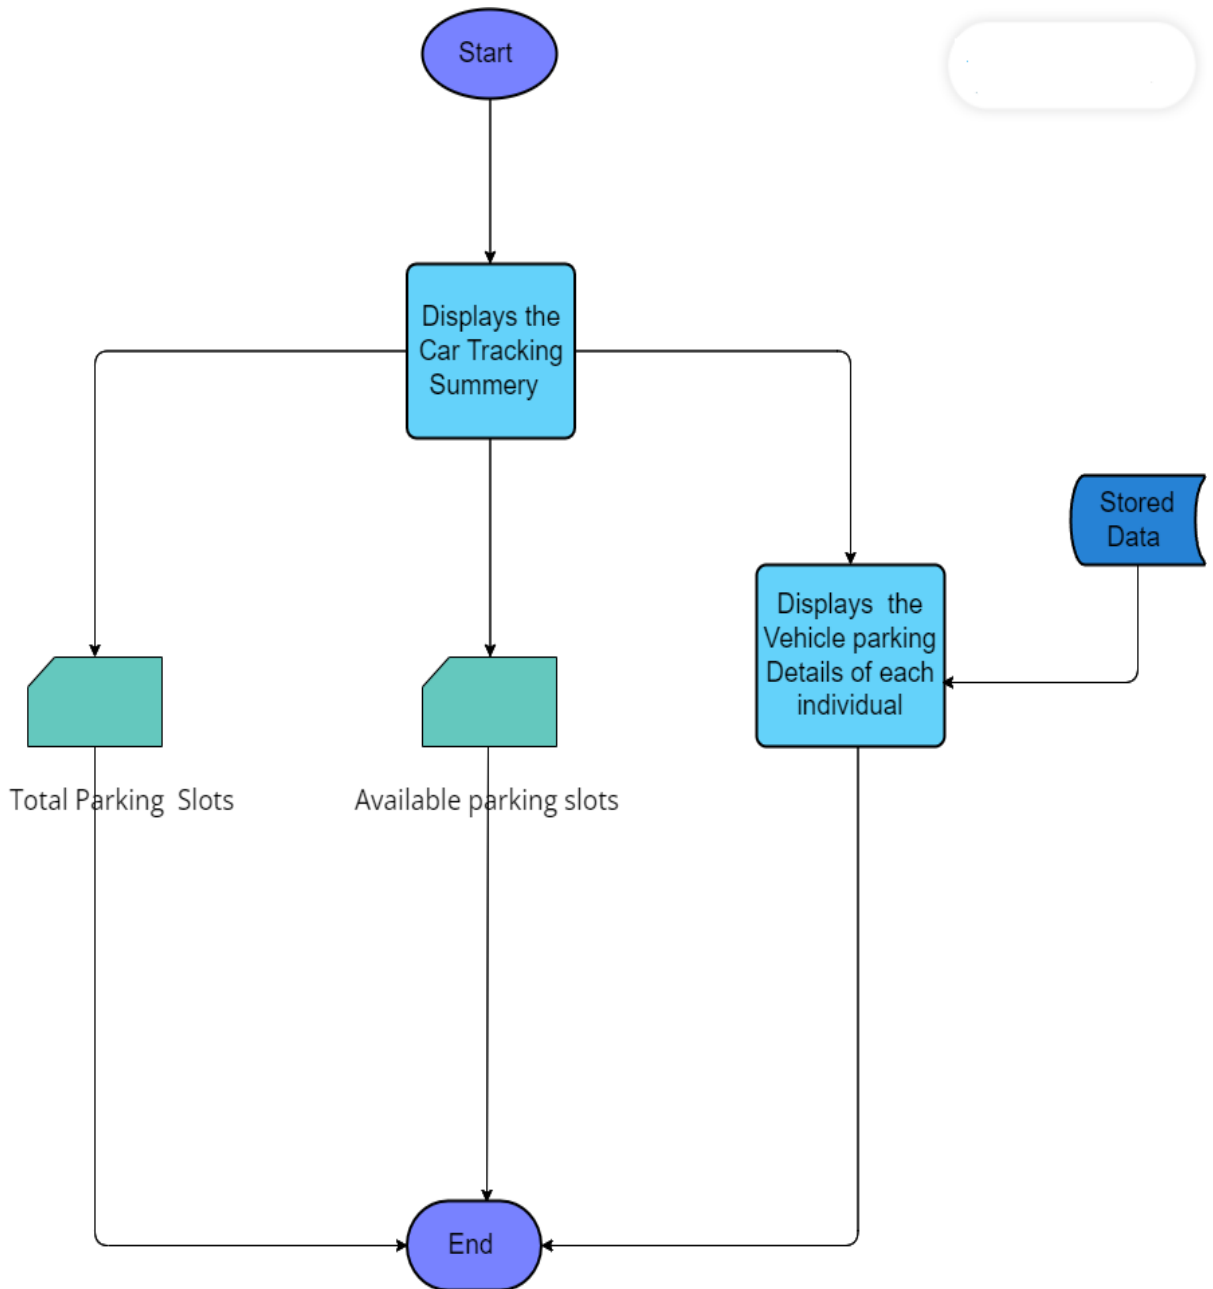 Start
Displays the
Car Tracking
Summery
Stored
Data
Displays  the
Vehicle parking
Details of each
individual
Total Parking  Slots
Available parking slots
End